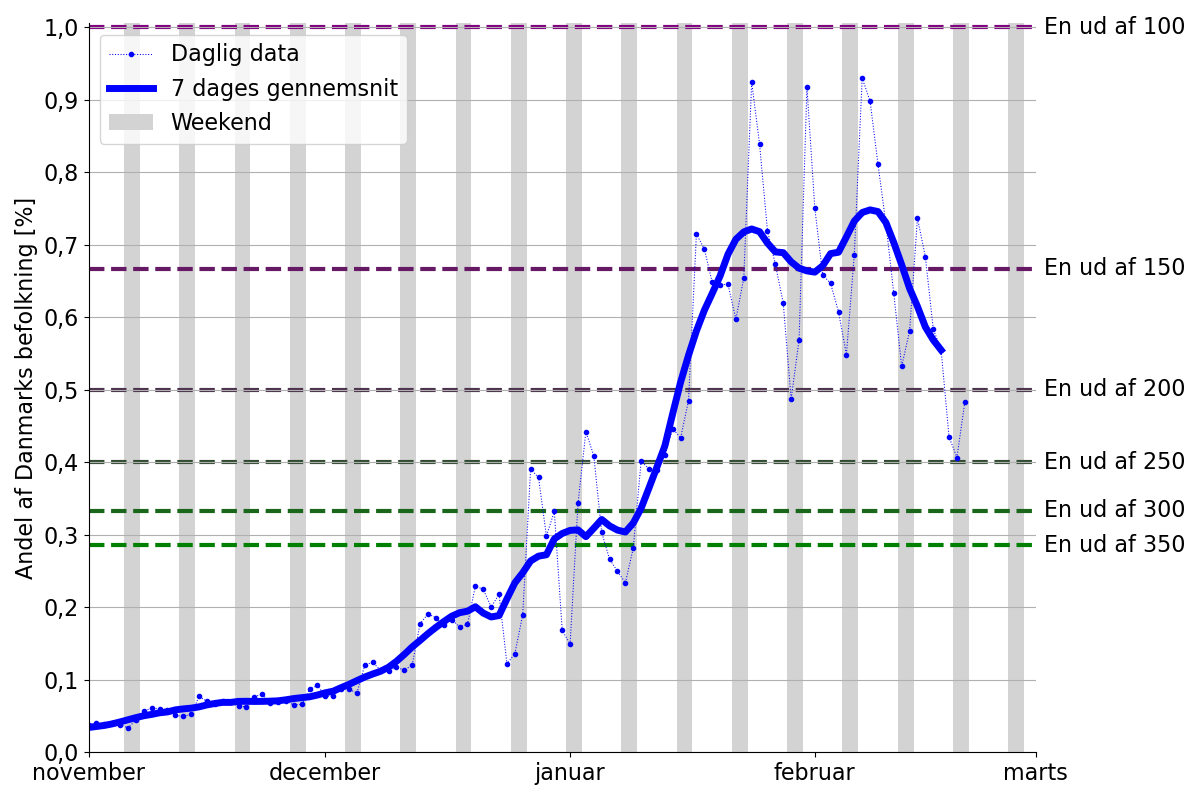 1,0
0,9
0,8
0,7
0,6
0,5
0,4
0,3
0,2
0,1
0,0
Andel af Danmarks befolkning [%]
Daglig data
7 dages gennemsnit
Weekend
En ud af 100
En ud af 150
En ud af 200
En ud af 250
En ud af 300
En ud af 350
november
december
januar
februar
marts